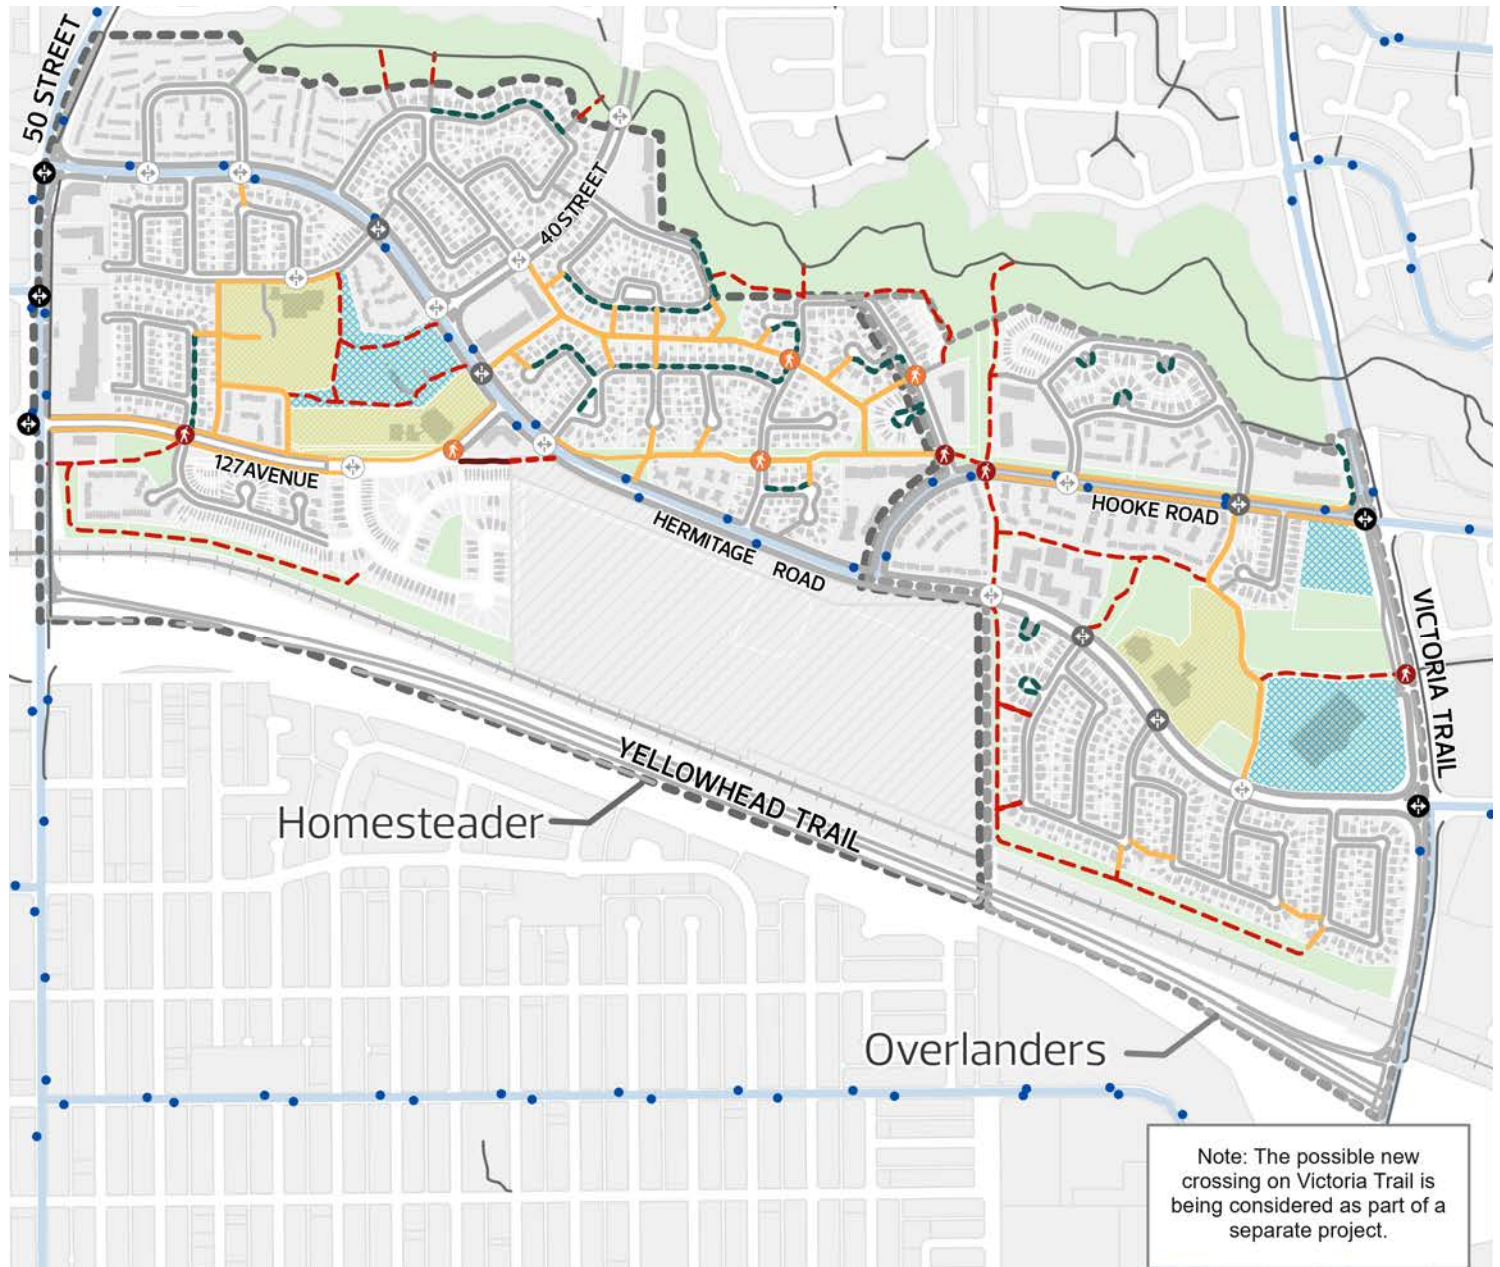 50 STREET
40 STREET
127 AVENUE
HOOKE ROAD
HERMITAGE ROAD
VICTORIA TRAIL
YELLOWHEAD TRAIL
Homesteader
Overlanders
Note: The possible new
crossing on Victoria Trail is
being considered as part of a
separate project.